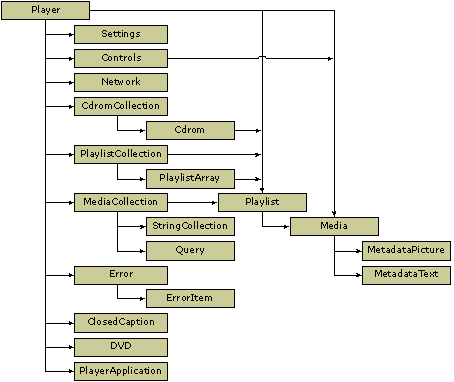 Player
Settings
Controls
Network
CdromCollection
Cdrom
PlaylistCollection
PlaylistArray
MediaCollection
Playlist
StringCollection
Media
Query
MetadataPicture
Error
MetadataText
ErrorItem
ClosedCaption
DVD
PlayerApplication